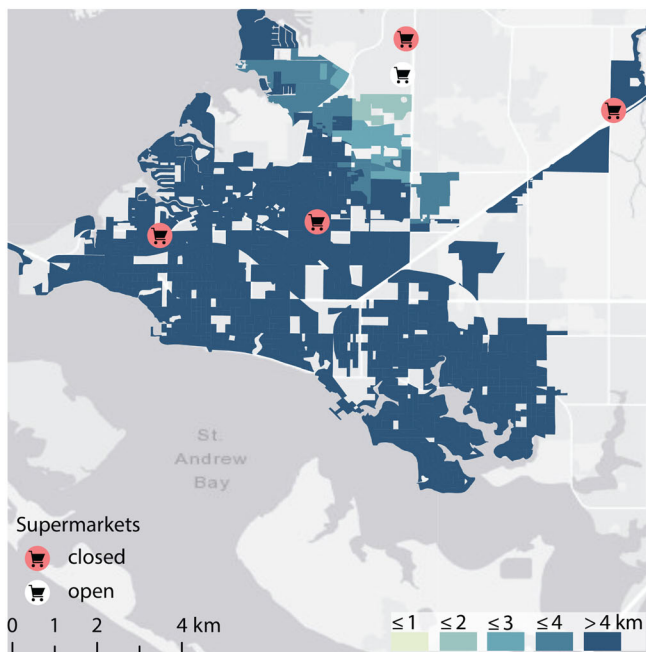 St.
Andrew
Bay
Supermarkets
closed
open
0 1 2 4 km
≤1 ≤2 ≤3 ≤4 >4 km